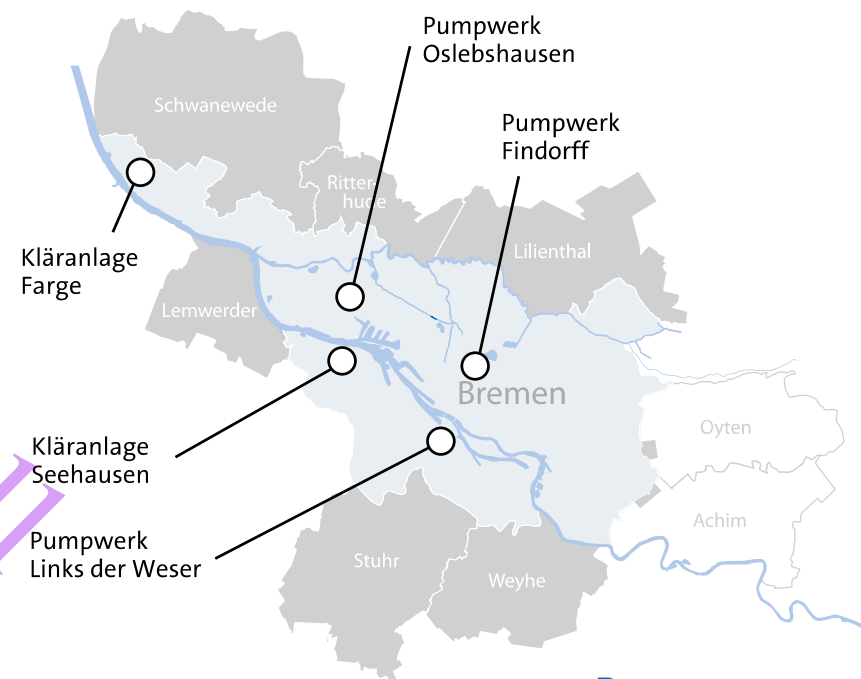 Pumpwerk
Oslebshausen
Schwanewede
Pumpwerk
Findorff
Ritter-
hude
Kläranlage
Farge
Lilienthal
Lemwerder
Bremen
Oyten
Kläranlage
Seehausen
Achim
Pumpwerk
Links der Weser
Stuhr
Weyhe